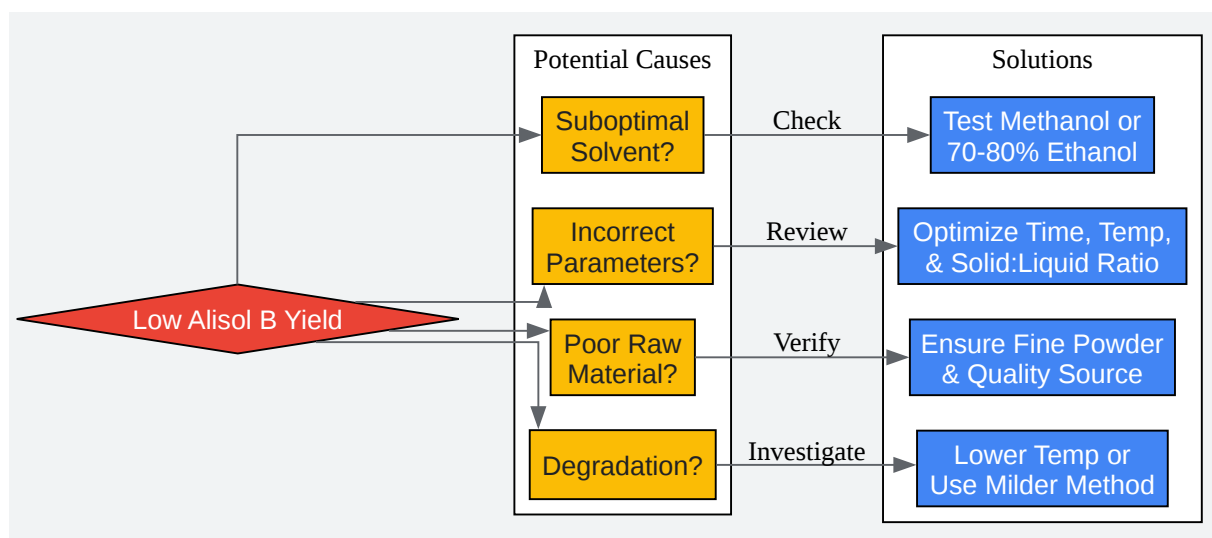 Potential Causes
Solutions
Suboptimal
Solvent?
Check
Test Methanol or
70-80% Ethanol
Incorrect
Parameters?
Review
Optimize Time, Temp,
& Solid:Liquid Ratio
Low Alisol B Yield
Poor Raw
Material?
Verify
Ensure Fine Powder
& Quality Source
Degradation?
Investigate
Lower Temp or
Use Milder Method